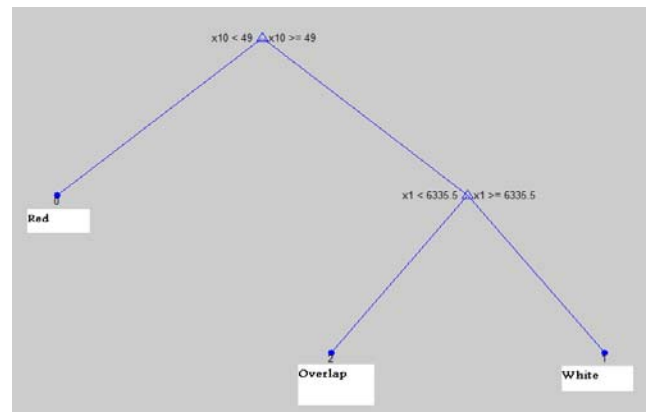 x10 < 49 x10 >= 49
0
Red
x1 < 6335.5 x1 >= 6335.5
2
Overlap
1
White